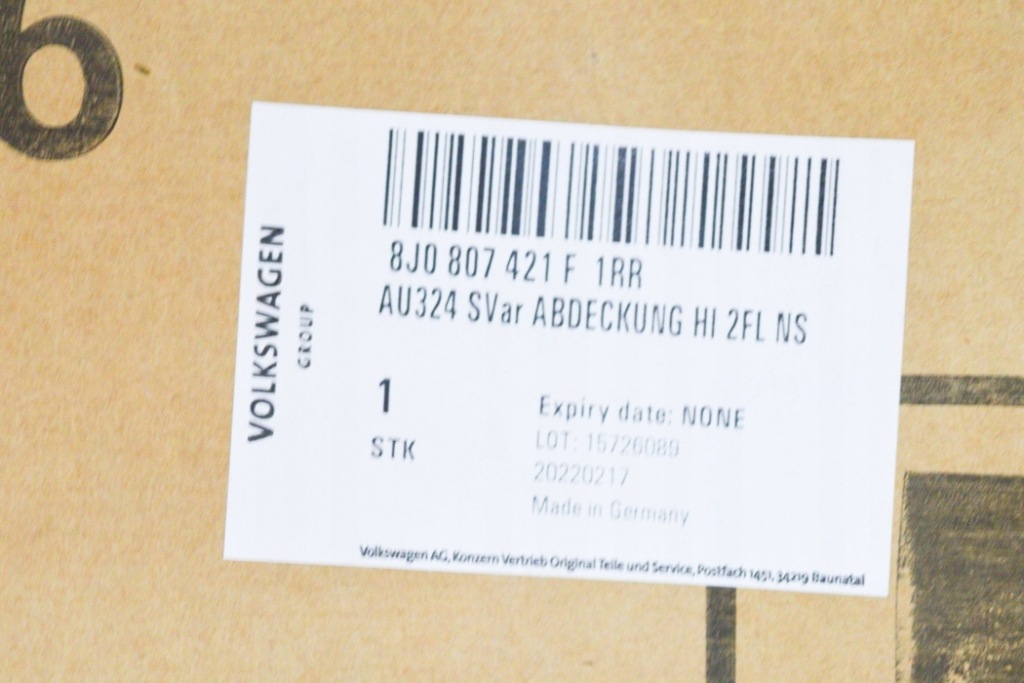 6
VOLKSWAGEN
GROUP
8J0 807 421 F 1RR
AU324 SVar ABDECKUNG HI 2FL NS
1
STK
Expiry date: NONE
LOT: 15726089
20220217
Made in Germany
Volkswagen AG, Konzern Vertrieb Original Teile und Service, Postfach 1451, 34219 Baunatal